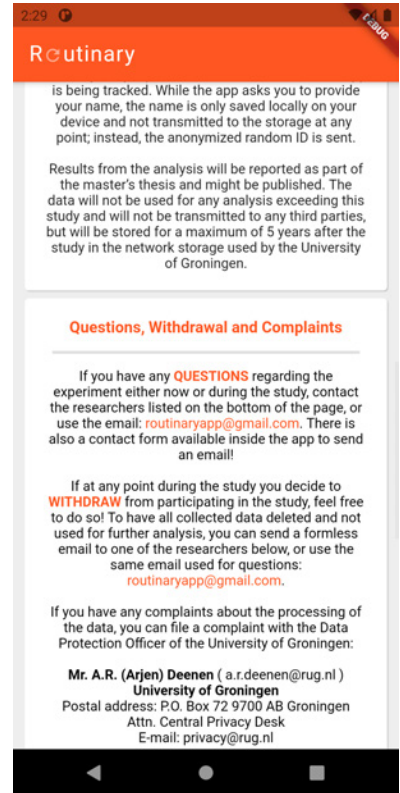 2:29
DEBUG
Routinary
is being tracked. While the app asks you to provide
your name, the name is only saved locally on your
device and not transmitted to the storage at any
point; instead, the anonymized random ID is sent.
Results from the analysis will be reported as part of
the master's thesis and might be published. The
data will not be used for any analysis exceeding this
study and will not be transmitted to any third parties,
but will be stored for a maximum of 5 years after the
study in the network storage used by the University
of Groningen.
Questions, Withdrawal and Complaints
If you have any QUESTIONS regarding the
experiment either now or during the study, contact
the researchers listed on the bottom of the page, or
use the email: routinaryapp@gmail.com. There is
also a contact form available inside the app to send
an email!
If at any point during the study you decide to
WITHDRAW from participating in the study, feel free
to do so! To have all collected data deleted and not
used for further analysis, you can send a formless
email to one of the researchers below, or use the
same email used for questions:
routinaryapp@gmail.com.
If you have any complaints about the processing of
the data, you can file a complaint with the Data
Protection Officer of the University of Groningen:
Mr. A.R. (Arjen) Deenen ( a.r.deenen@rug.nl )
University of Groningen
Postal address: P.O. Box 72 9700 AB Groningen
Attn. Central Privacy Desk
E-mail: privacy@rug.nl